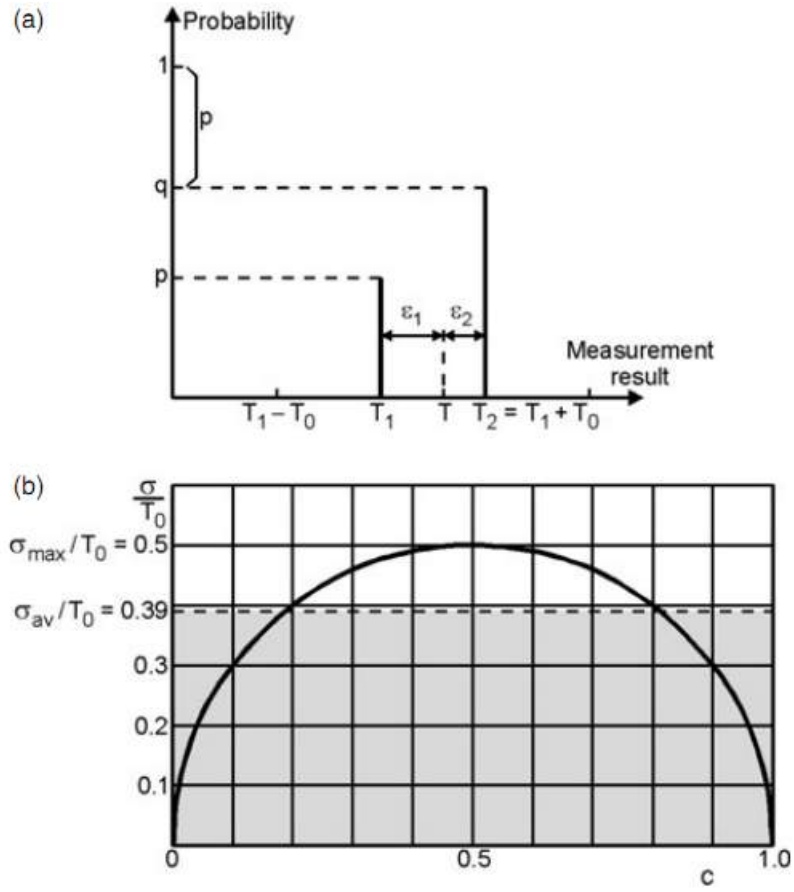 (a)
Probability
1
p
q
p
ε₁ ε₂
Measurement
result
T₁ – T₀ T₁ T T₂ = T₁ + T₀
(b)
σ
T₀
σmax / T₀ = 0.5
σav / T₀ = 0.39
0.3
0.2
0.1
0 0.5 1.0
c